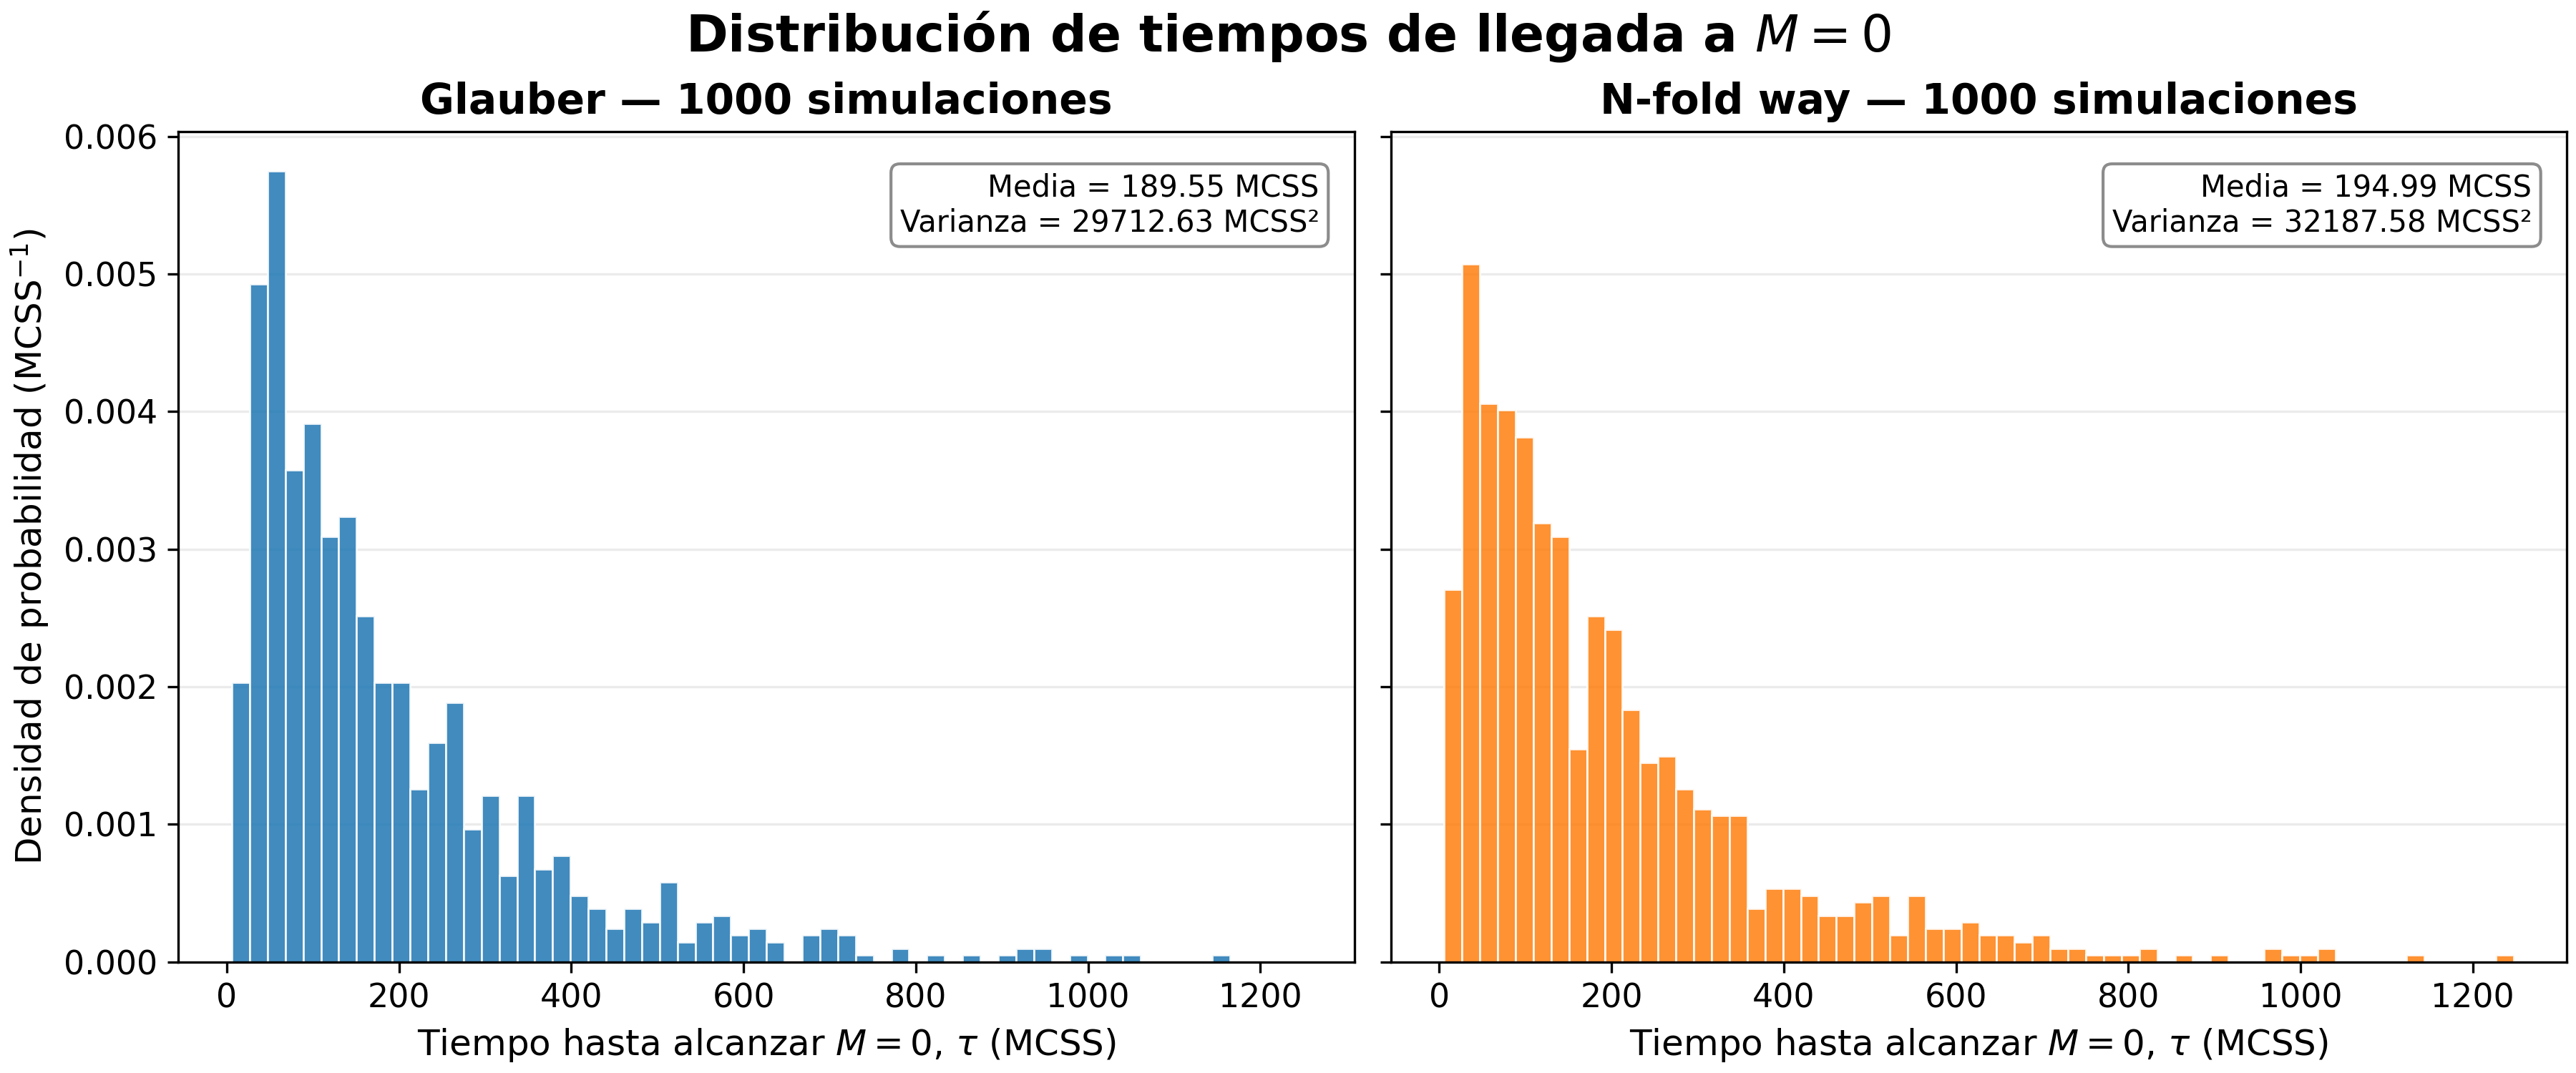 Distribución de tiempos de llegada a M = 0
Glauber — 1000 simulaciones
Densidad de probabilidad (MCSS⁻¹)
0.006
0.005
0.004
0.003
0.002
0.001
0.000
Media = 189.55 MCSS
Varianza = 29712.63 MCSS²
0 200 400 600 800 1000 1200
Tiempo hasta alcanzar M = 0, τ (MCSS)
N-fold way — 1000 simulaciones
Media = 194.99 MCSS
Varianza = 32187.58 MCSS²
0 200 400 600 800 1000 1200
Tiempo hasta alcanzar M = 0, τ (MCSS)